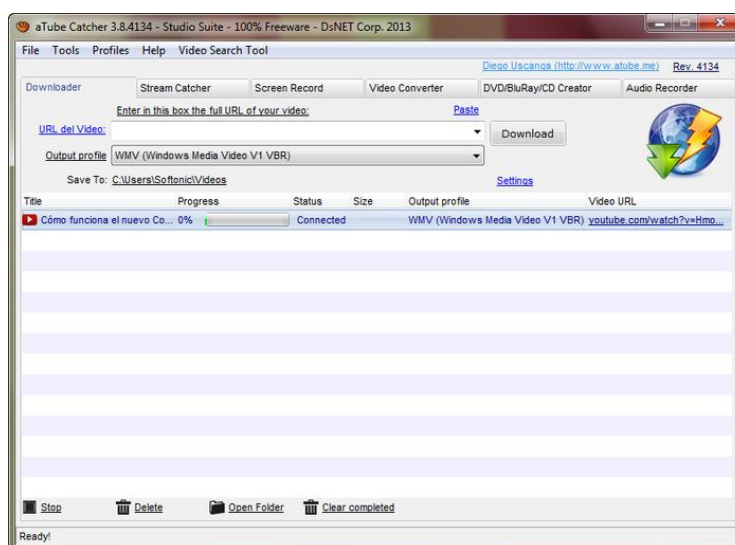 aTube Catcher 3.8.4134 - Studio Suite - 100% Freeware - DsNET Corp. 2013
File Tools Profiles Help Video Search Tool
Diego Uscanga (http://www.atube.me) Rev. 4134
Downloader Stream Catcher Screen Record Video Converter DVD/BluRay/CD Creator Audio Recorder
Enter in this box the full URL of your video: Paste
URL del Video: Download
Output profile WMV (Windows Media Video V1 VBR)
Save To: C:\Users\Softonic\Videos Settings
Title Progress Status Size Output profile Video URL
Cómo funciona el nuevo Co... 0% Connected WMV (Windows Media Video V1 VBR) youtube.com/watch?v=Hmo...
Stop Delete Open Folder Clear completed
Ready!